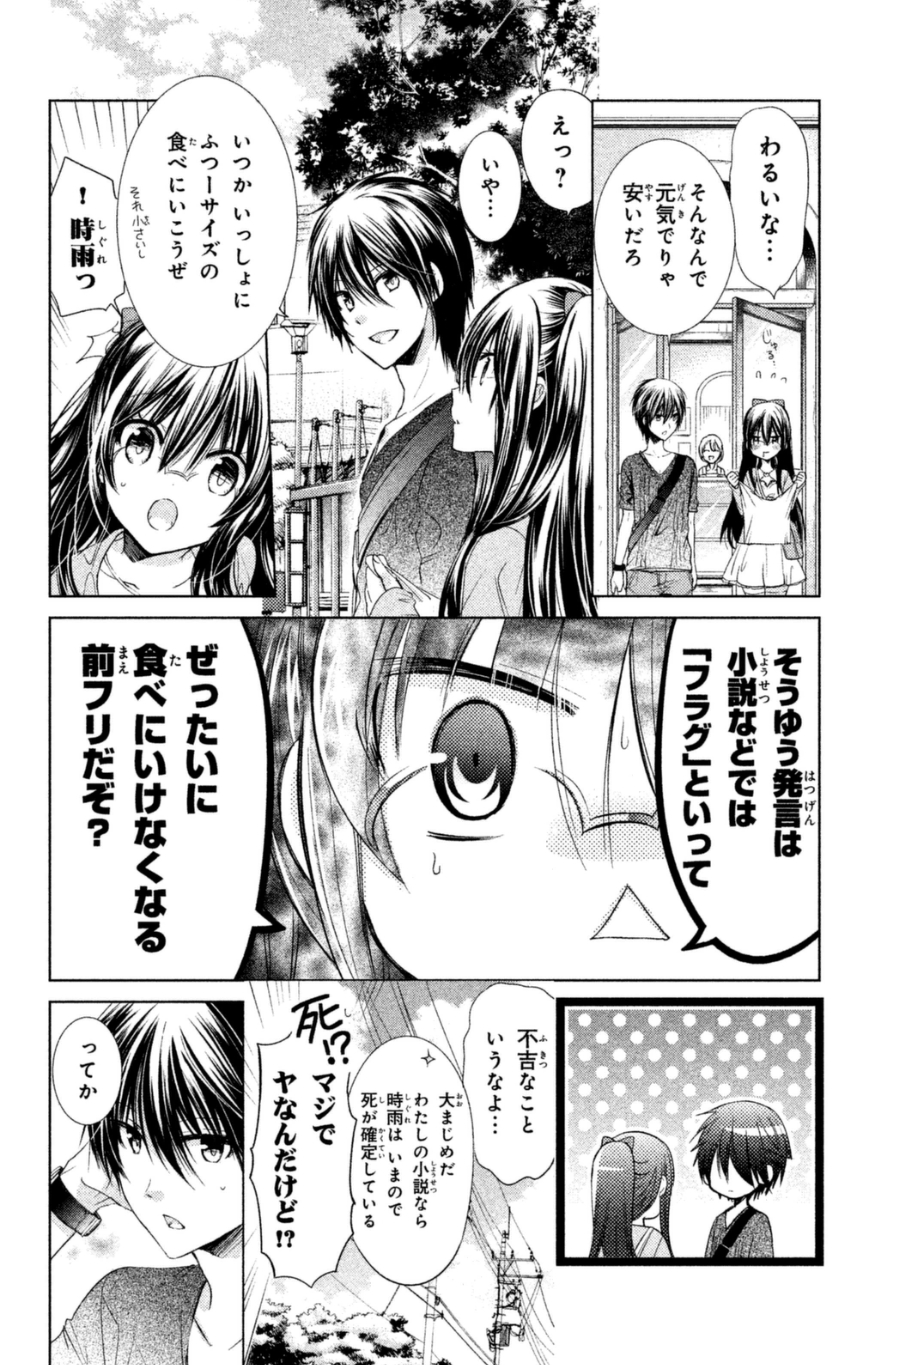 わるいな…
そんなんで
元気でりゃ
安いだろ
じゅる…
えっ?
いや…
いつか いっしょに
ふつーサイズの
食べにいこうぜ
それ小さいし
!
時雨っ
そうゆう発言は
小説などでは
「フラグ」といって
ぜったいに
食べにいけなくなる
前フリだぞ?
不吉なこと
いうなよ…
大まじめだ
わたしの小説なら
時雨は いまので
死が確定している
死!?
マジで
ヤなんだけど!?
ってか